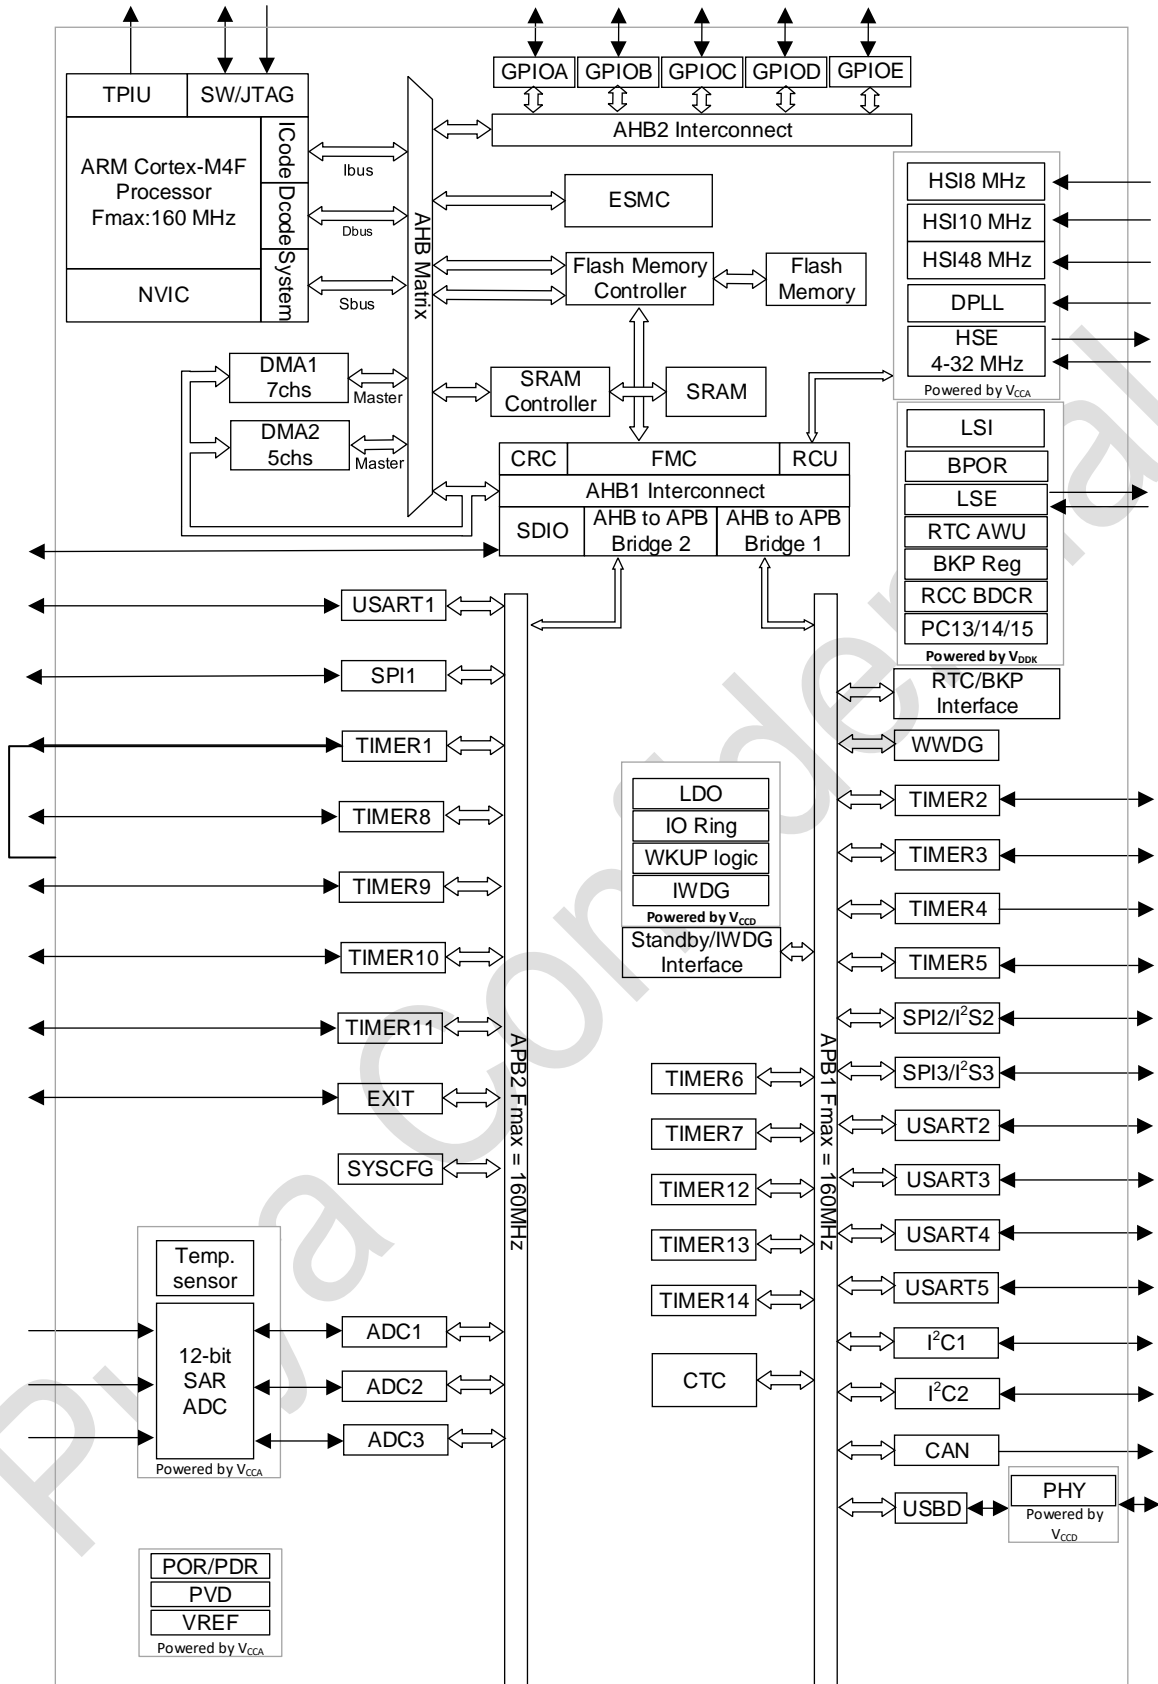 GPIOA GPIOB GPIOC GPIOD GPIOE
TPIU SW/JTAG
AHB2 Interconnect
ARM Cortex-M4F
Processor
Fmax:160 MHz
NVIC
ICode
Dcode
System
Ibus
Dbus
Sbus
AHB Matrix
ESMC
Flash Memory
Controller
Flash
Memory
HSI8 MHz
HSI10 MHz
HSI48 MHz
DPLL
HSE
4-32 MHz
Powered by VCCA
DMA1
7chs
Master
DMA2
5chs
Master
SRAM
Controller
SRAM
CRC FMC RCU
AHB1 Interconnect
SDIO
AHB to APB
Bridge 2
AHB to APB
Bridge 1
LSI
BPOR
LSE
RTC AWU
BKP Reg
RCC BDCR
PC13/14/15
Powered by VDDK
USART1
SPI1
TIMER1
TIMER8
TIMER9
TIMER10
TIMER11
EXIT
SYSCFG
APB2 Fmax = 160MHz
Temp.
sensor
12-bit
SAR
ADC
Powered by VCCA
ADC1
ADC2
ADC3
POR/PDR
PVD
VREF
Powered by VCCA
LDO
IO Ring
WKUP logic
IWDG
Powered by VCCD
Standby/IWDG
Interface
TIMER6
TIMER7
TIMER12
TIMER13
TIMER14
CTC
APB1 Fmax = 160MHz
RTC/BKP
Interface
WWDG
TIMER2
TIMER3
TIMER4
TIMER5
SPI2/I²S2
SPI3/I²S3
USART2
USART3
USART4
USART5
I²C1
I²C2
CAN
USBD
PHY
Powered by
VCCD
Puya Confidential